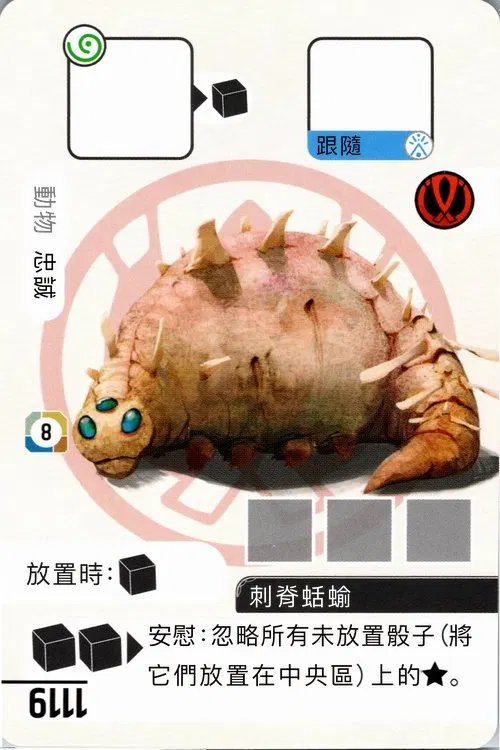 跟隨
動物 忠誠
8
放置時:
刺脊蛞蝓
安慰:忽略所有未放置骰子(將
它們放置在中央區)上的★。
1119